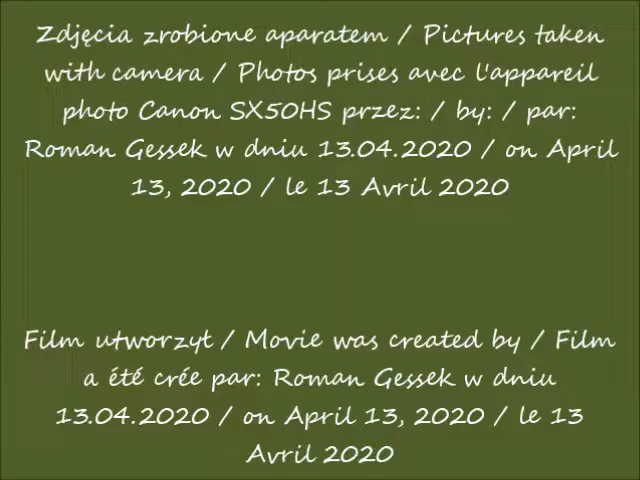 Zdjęcia zrobione aparatem / Pictures taken
with camera / Photos prises avec l'appareil
photo Canon SX50HS przez: / by: / par:
Roman Gessek w dniu 13.04.2020 / on April
13, 2020 / le 13 Avril 2020
Film utworzył / Movie was created by / Film
a été crée par: Roman Gessek w dniu
13.04.2020 / on April 13, 2020 / le 13
Avril 2020